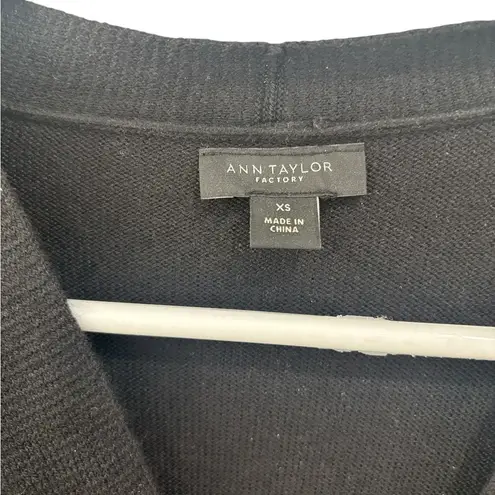 ANN TAYLOR
FACTORY
XS
MADE IN
CHINA